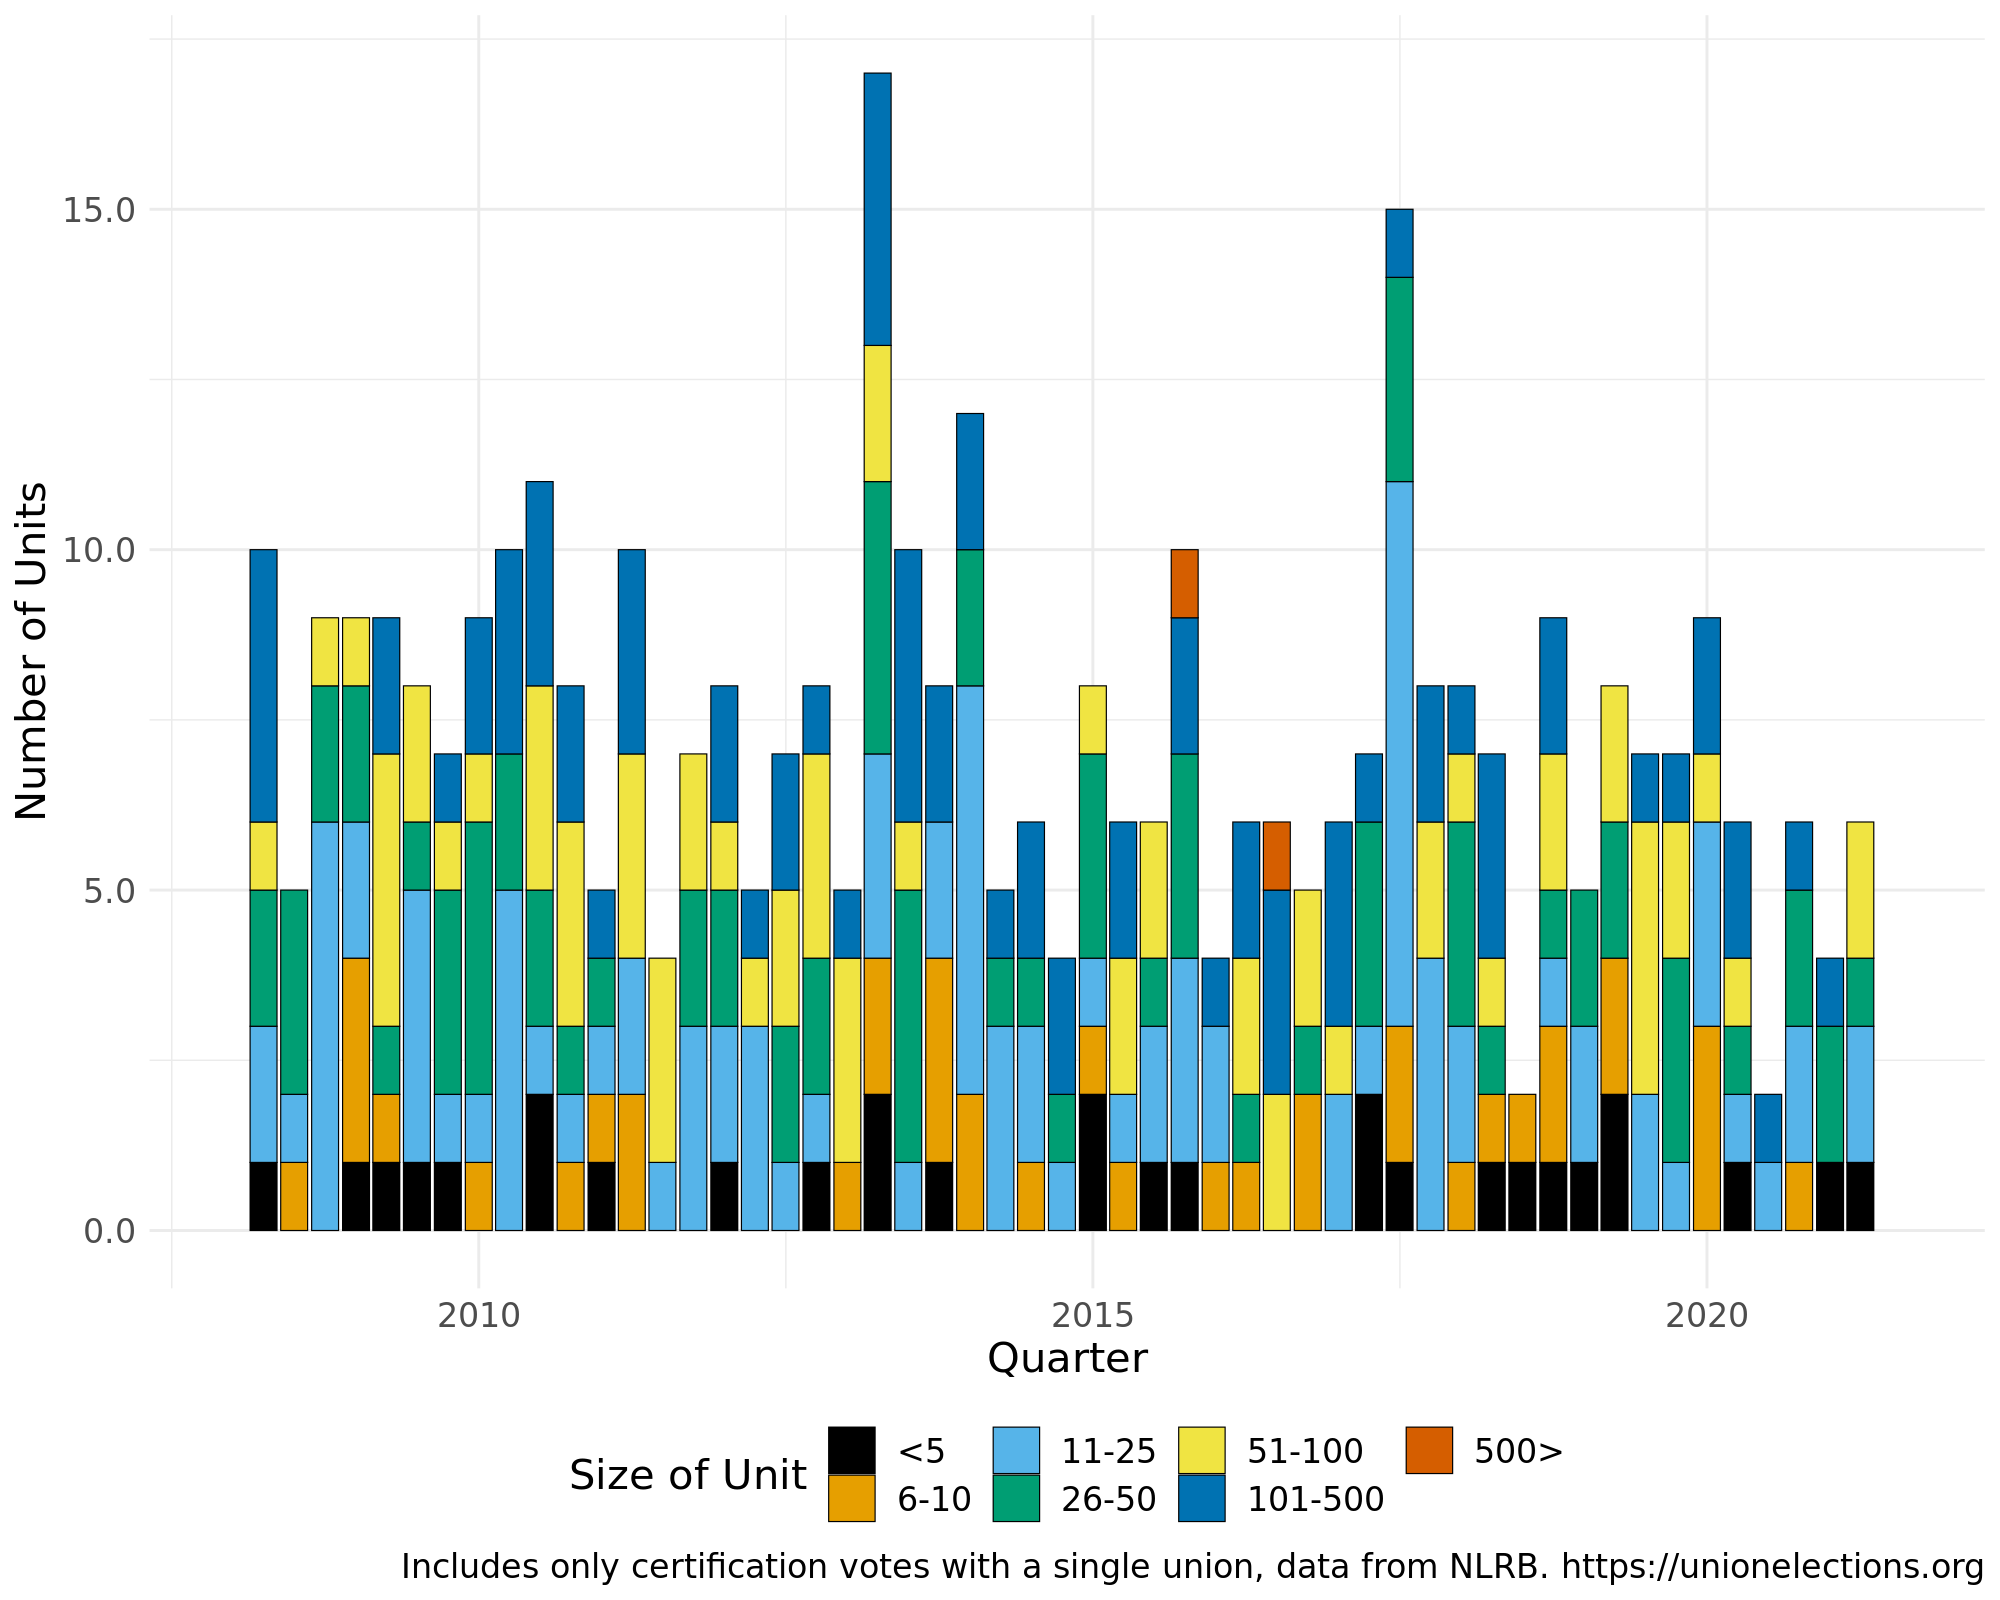 15.0
10.0
5.0
0.0
Number of Units
2010 2015 2020
Quarter
Size of Unit
<5 11-25 51-100 500>
6-10 26-50 101-500
Includes only certification votes with a single union, data from NLRB. https://unionelections.org